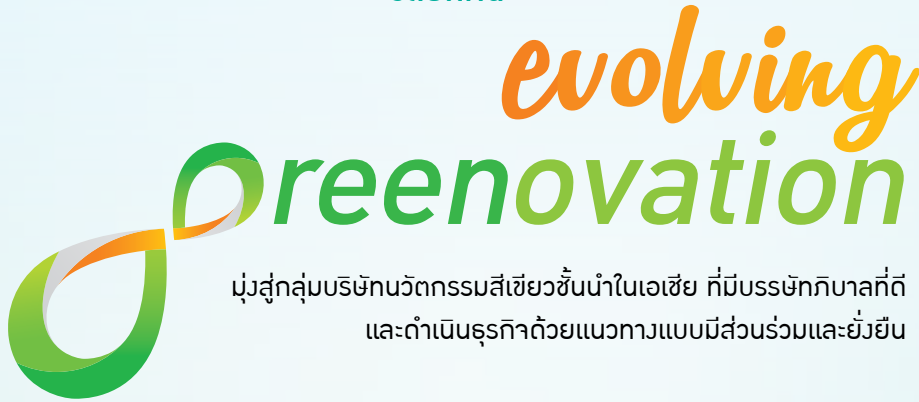 evolving
greenovation
มุ่งสู่กลุ่มบริษัทนวัตกรรมสีเขียวชั้นนำในเอเชีย ที่มีบรรษัทภิบาลที่ดี
และดำเนินธุรกิจด้วยแนวทางแบบมีส่วนร่วมและยั่งยืน